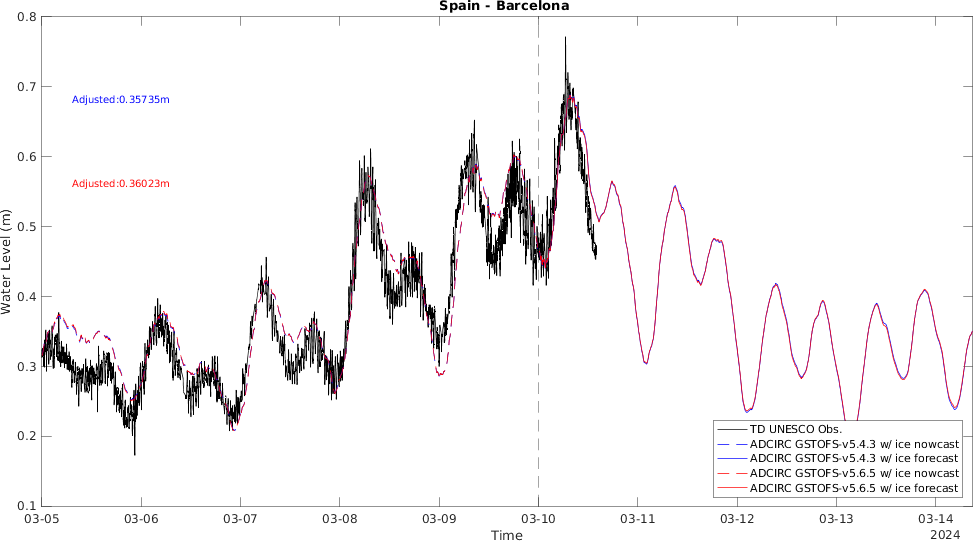 Spain - Barcelona
0.8
0.7
0.6
0.5
0.4
0.3
0.2
0.1
Water Level (m)
Adjusted:0.35735m
Adjusted:0.36023m
TD UNESCO Obs.
ADCIRC GSTOFS-v5.4.3 w/ ice nowcast
ADCIRC GSTOFS-v5.4.3 w/ ice forecast
ADCIRC GSTOFS-v5.6.5 w/ ice nowcast
ADCIRC GSTOFS-v5.6.5 w/ ice forecast
03-05 03-06 03-07 03-08 03-09 03-10 03-11 03-12 03-13 03-14
Time
2024